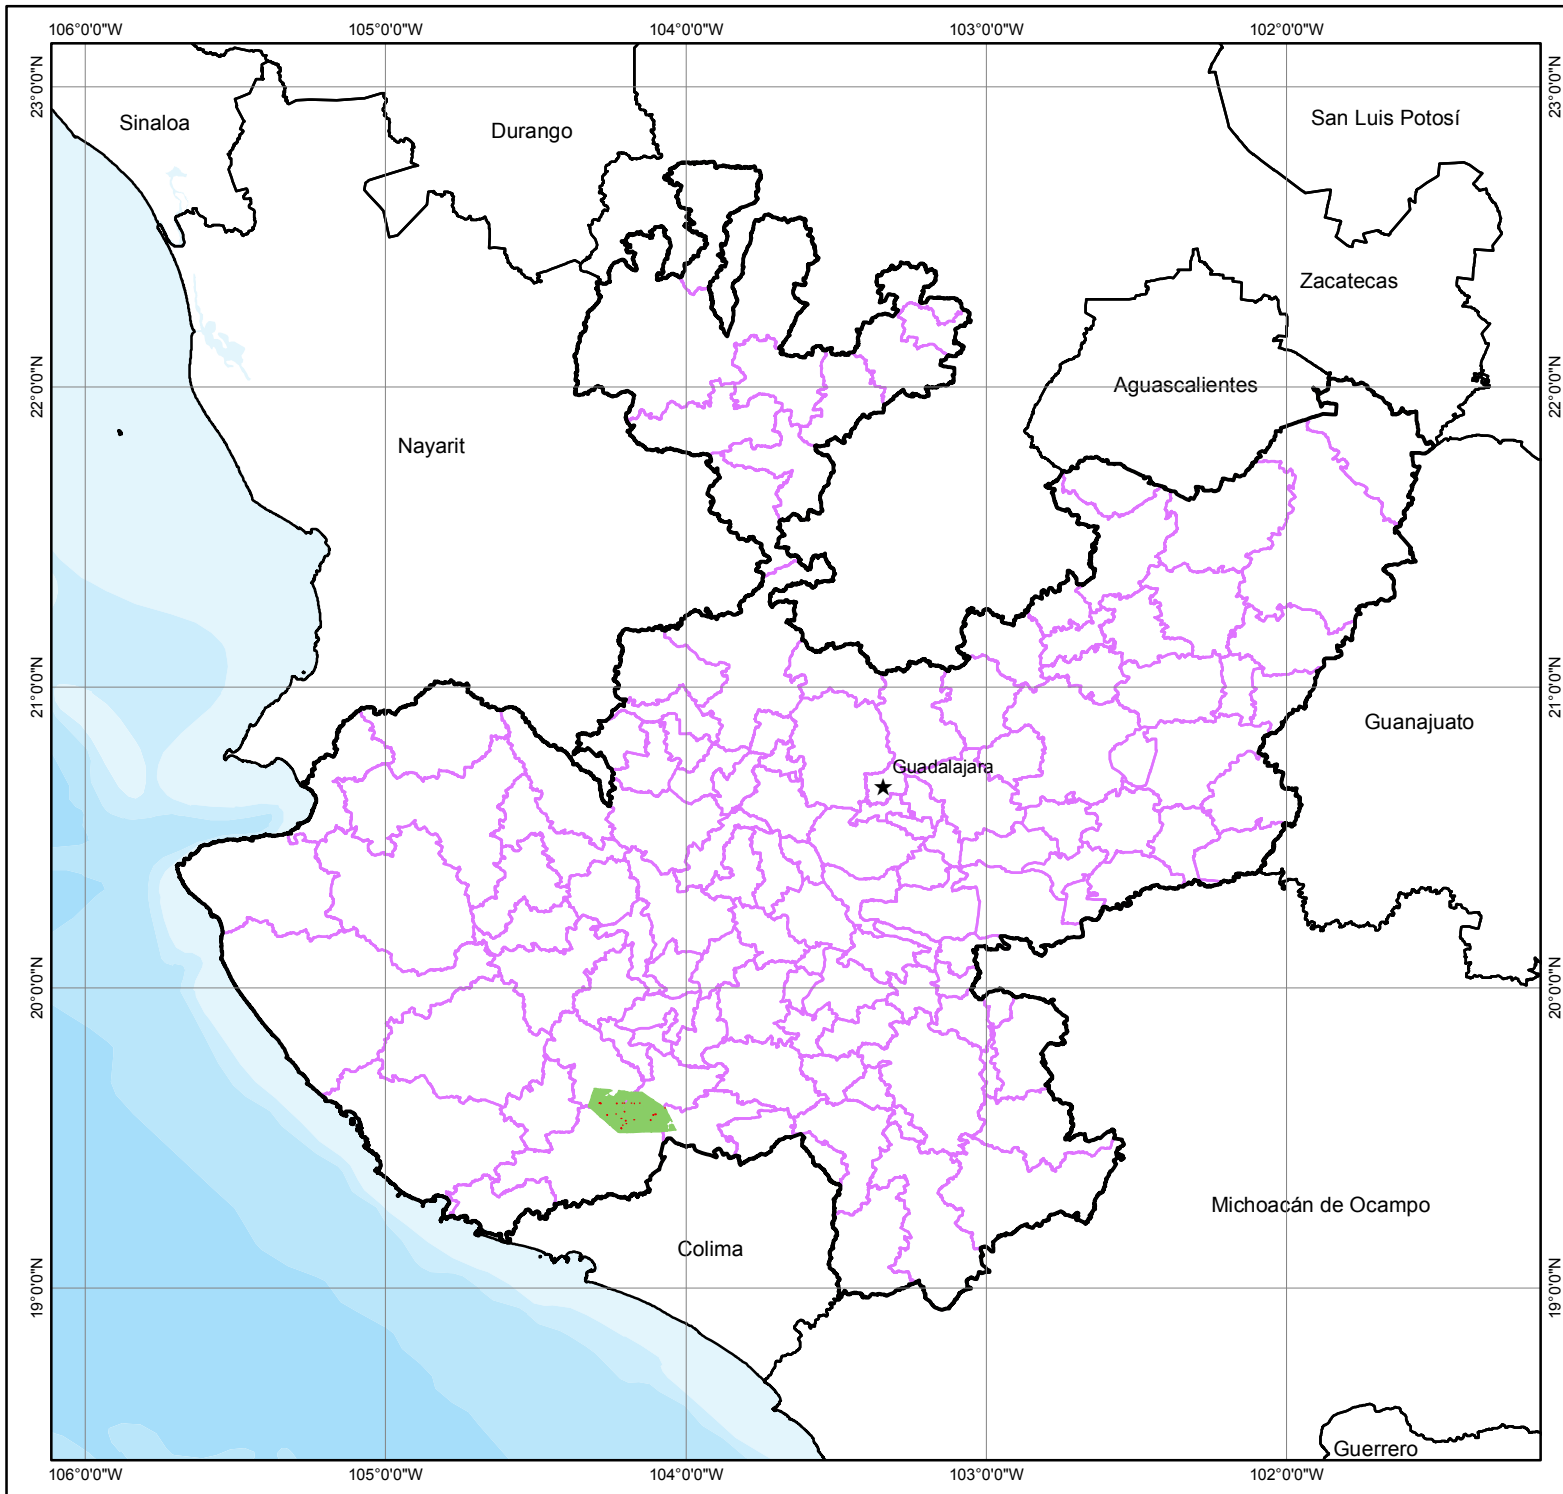 106°0'0"W
105°0'0"W
104°0'0"W
103°0'0"W
102°0'0"W
23°0'0"N
23°0'0"N
Sinaloa
Durango
San Luis Potosí
Zacatecas
22°0'0"N
Aguascalientes
22°0'0"N
Nayarit
21°0'0"N
21°0'0"N
Guanajuato
Guadalajara
20°0'0"N
20°0'0"N
Michoacán de Ocampo
Colima
19°0'0"N
19°0'0"N
Guerrero
106°0'0"W
105°0'0"W
104°0'0"W
103°0'0"W
102°0'0"W